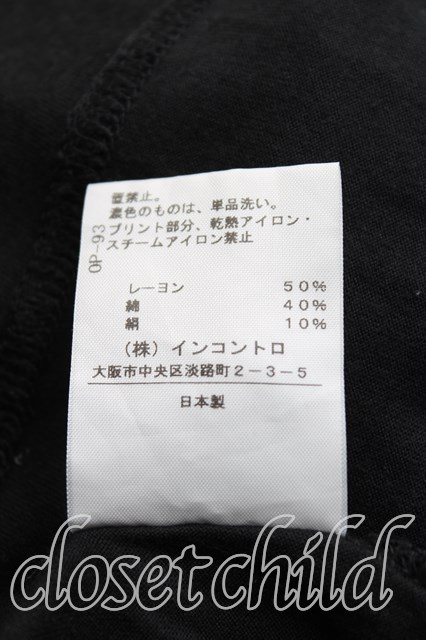 蛍禁止。
濃色のものは、単品洗い。
プリント部分、乾熱アイロン・
スチームアイロン禁止
OP-93
レーヨン 50%
綿 40%
絹 10%
(株)インコントロ
大阪市中央区淡路町2-3-5
日本製
closet child